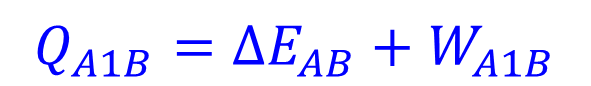 Q_{A1B} = ΔE_{AB} + W_{A1B}